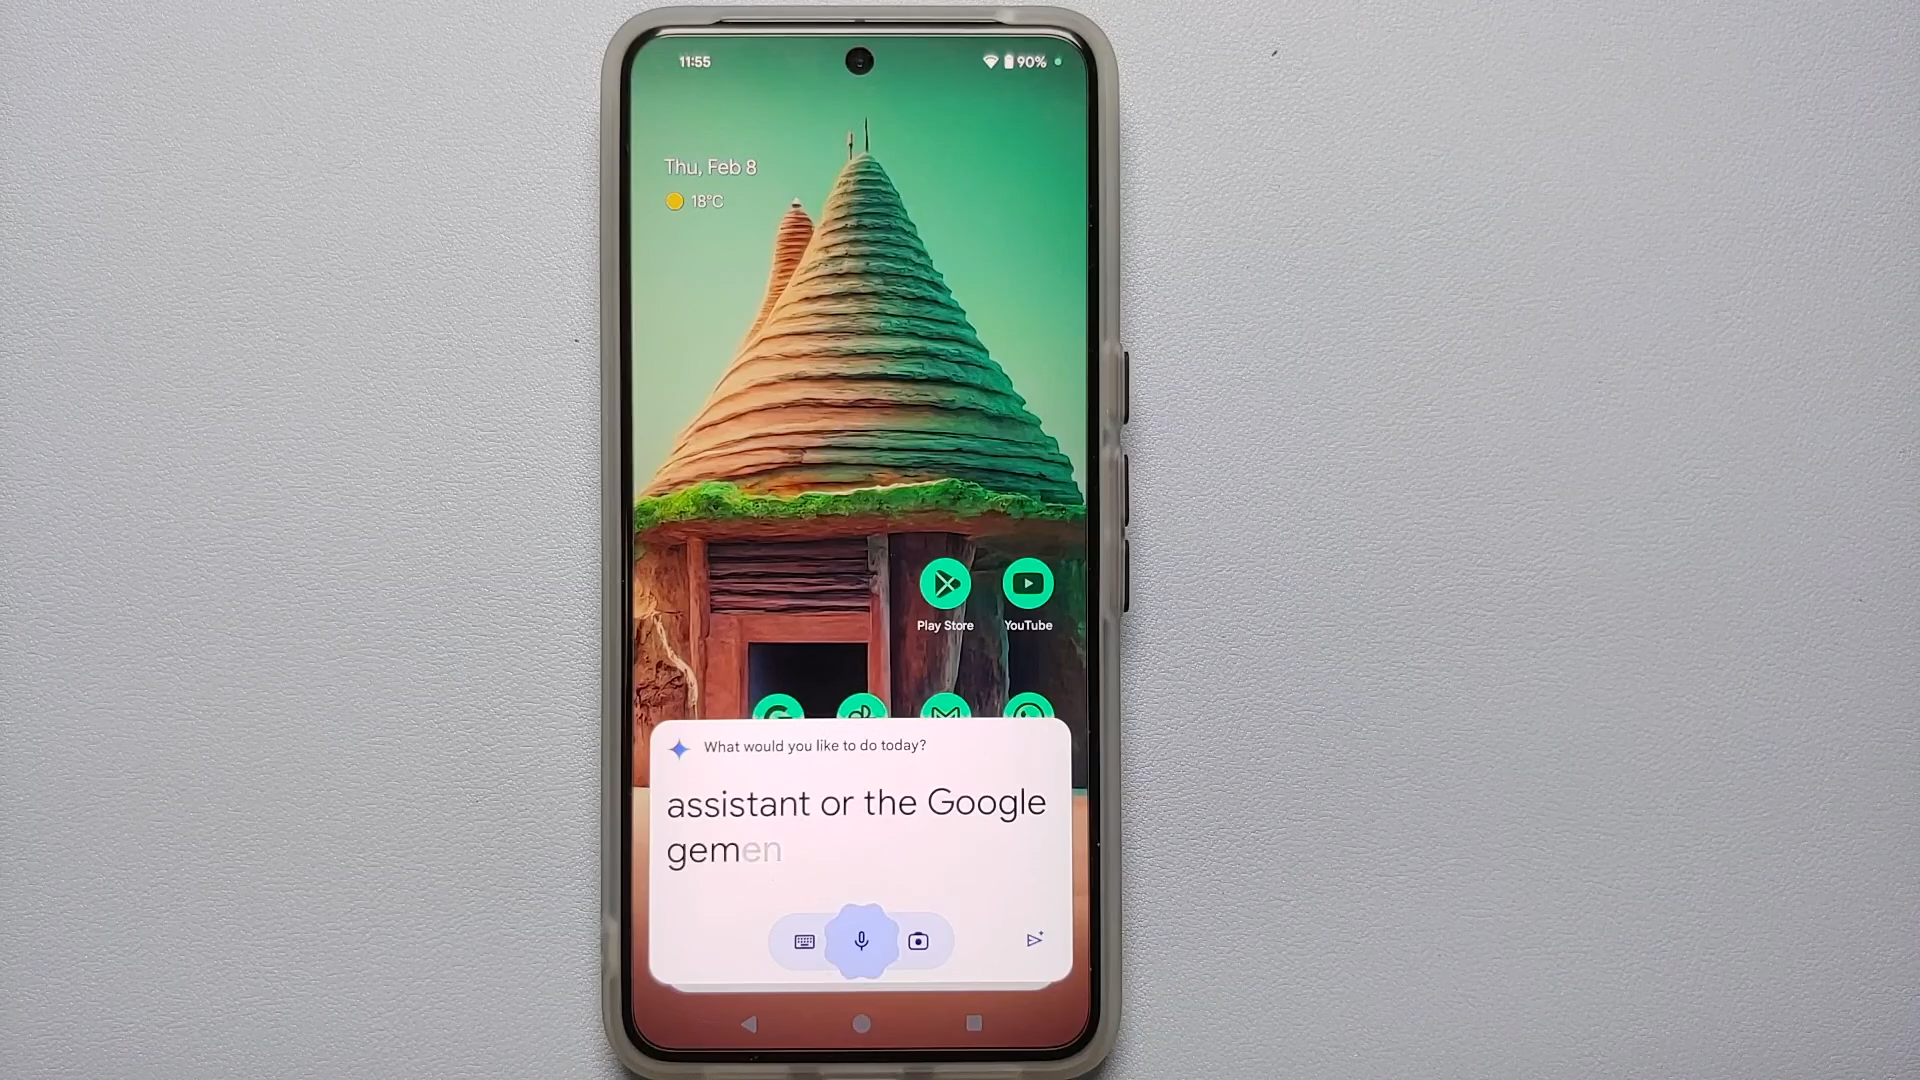 11:55
90%
Thu, Feb 8
18°C
Play Store
YouTube
What would you like to do today?
assistant or the Google
gemen